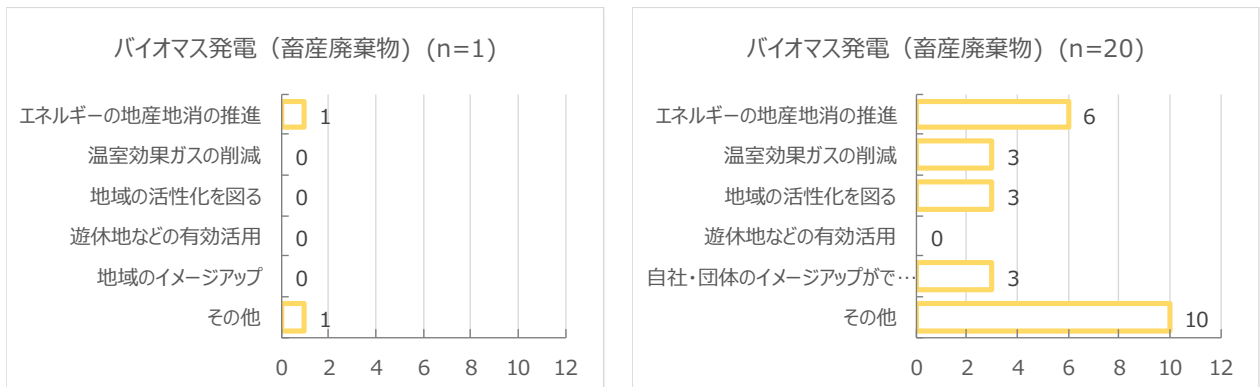 バイオマス発電（畜産廃棄物）(n=1)
エネルギーの地産地消の推進 1
温室効果ガスの削減 0
地域の活性化を図る 0
遊休地などの有効活用 0
地域のイメージアップ 0
その他 1
0 2 4 6 8 10 12
バイオマス発電（畜産廃棄物）(n=20)
エネルギーの地産地消の推進 6
温室効果ガスの削減 3
地域の活性化を図る 3
遊休地などの有効活用 0
自社・団体のイメージアップがで… 3
その他 10
0 2 4 6 8 10 12